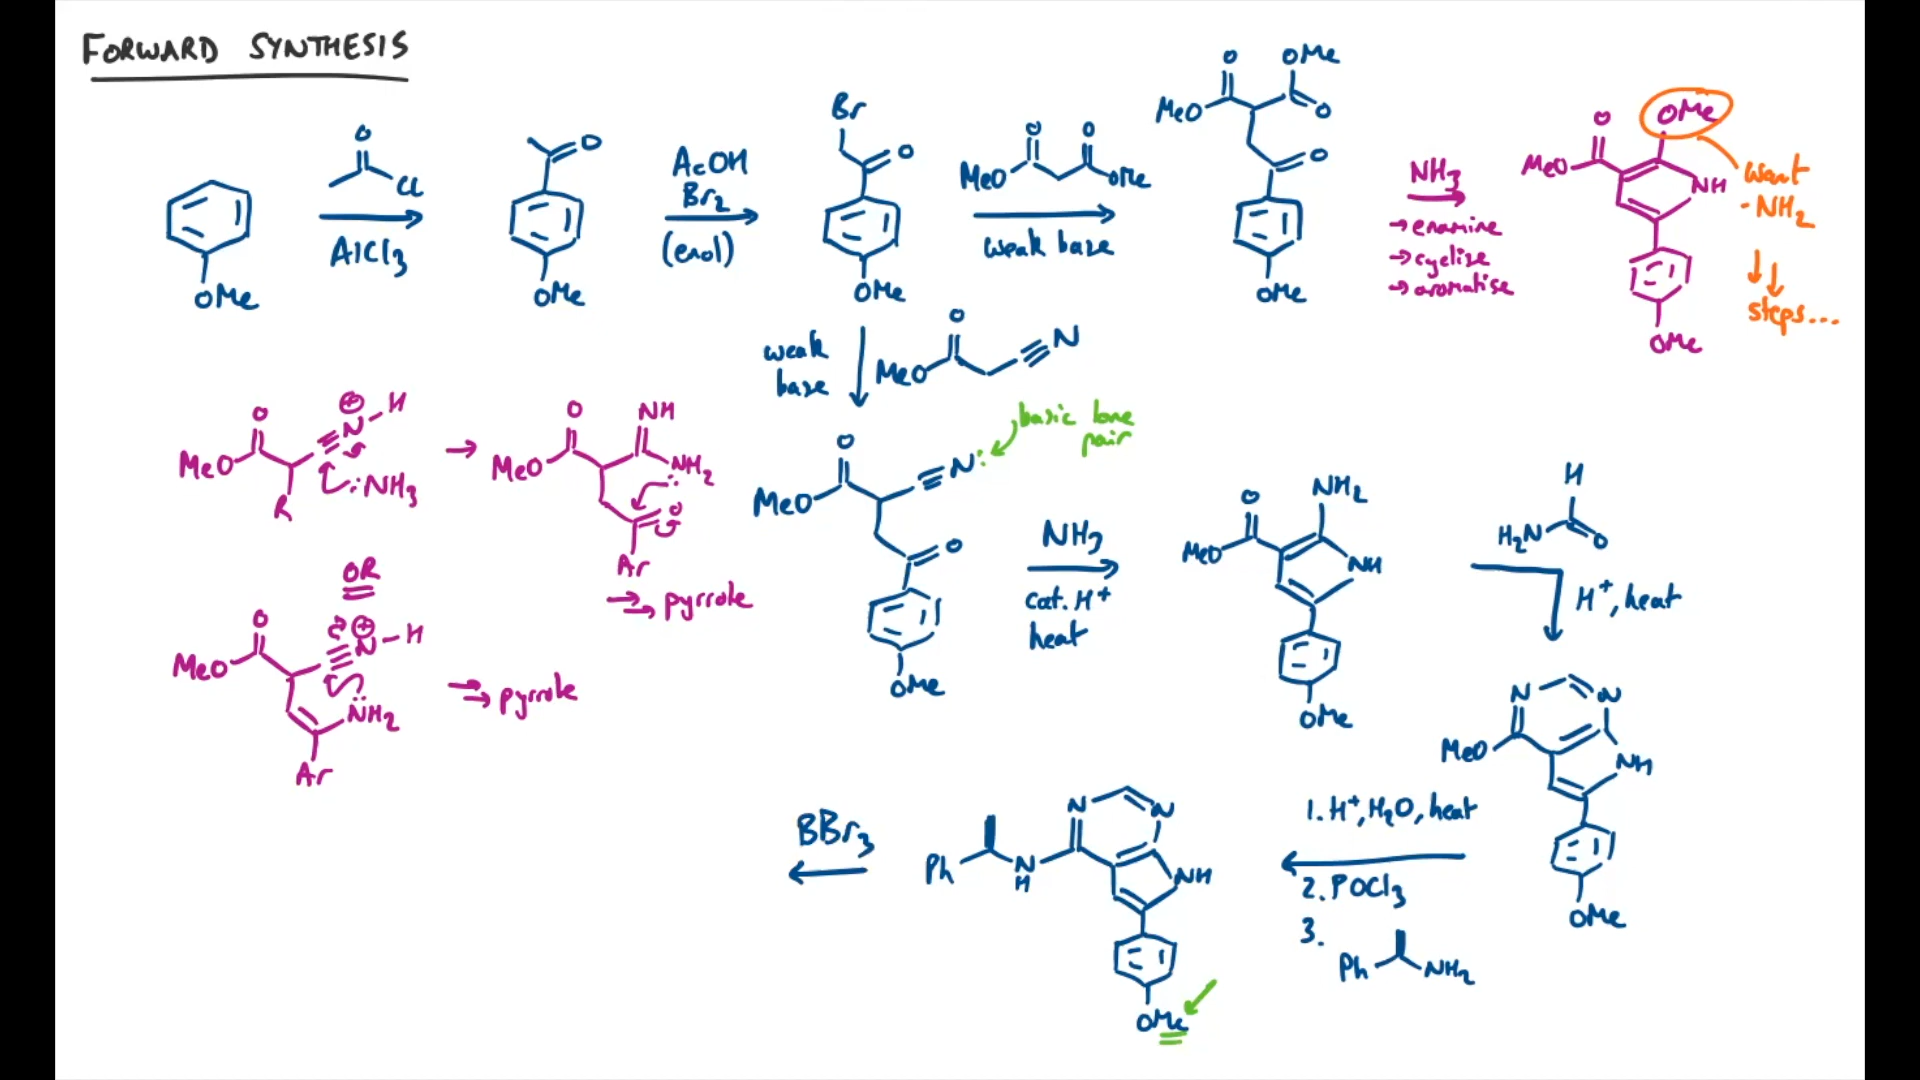 FORWARD SYNTHESIS
OMe
O
Cl
AlCl3
O
OMe
AcOH
Br2
(enol)
Br
O
OMe
O O
MeO OMe
weak base
O OMe
MeO O
O
OMe
NH3
→ enamine
→ cyclise
→ aromatise
O OMe
MeO
NH
OMe
want
-NH2
↓↓
steps...
weak
base
O
MeO N
basic lone
pair
O
MeO N:
O
OMe
O ⊕ H
MeO N
R :NH3
→
O NH
MeO NH2
O
Ar
→→ pyrrole
OR
O ⊕
MeO N-H
NH2
Ar
→→ pyrrole
NH3
cat. H+
heat
O NH2
MeO NH
OMe
H
H2N O
H+, heat
N N
MeO NH
OMe
1. H+, H2O, heat
2. POCl3
3.
Ph NH2
N N
Ph N NH
H
OMe
BBr3